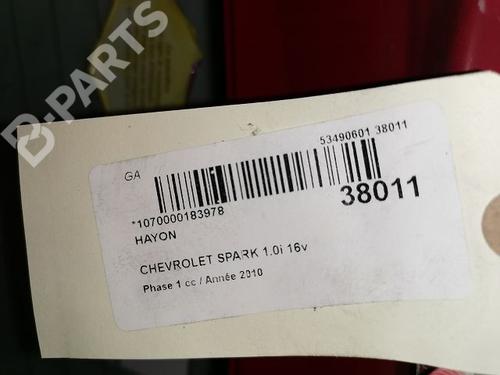 B-PARTS
GA
53490601 38011
*1070000183978
38011
HAYON
CHEVROLET SPARK 1.0i 16v
Phase 1 cc / Année 2010